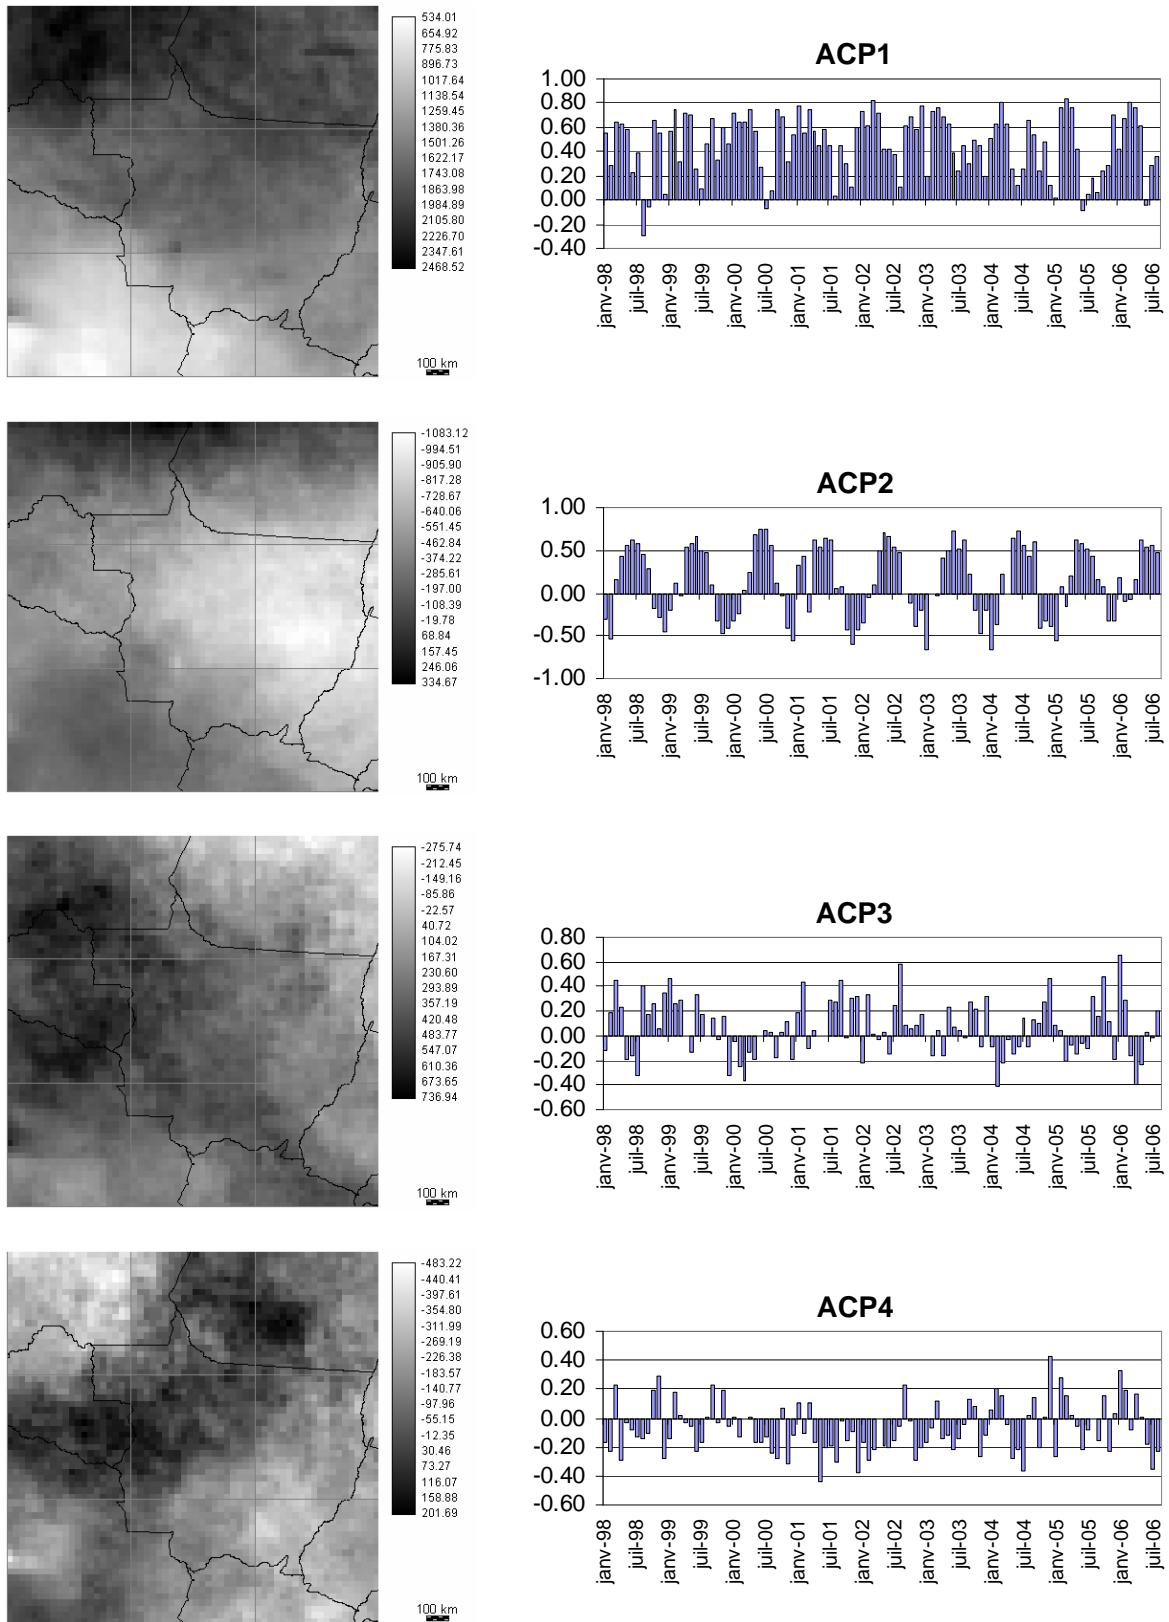 534.01
654.92
775.83
896.73
1017.64
1138.54
1259.45
1380.36
1501.26
1622.17
1743.08
1863.98
1984.89
2105.80
2226.70
2347.61
2468.52
100 km
ACP1
1.00
0.80
0.60
0.40
0.20
0.00
-0.20
-0.40
janv-98
juil-98
janv-99
juil-99
janv-00
juil-00
janv-01
juil-01
janv-02
juil-02
janv-03
juil-03
janv-04
juil-04
janv-05
juil-05
janv-06
juil-06
-1083.12
-994.51
-905.90
-817.28
-728.67
-640.06
-551.45
-462.84
-374.22
-285.61
-197.00
-108.39
-19.78
68.84
157.45
246.06
334.67
100 km
ACP2
1.00
0.50
0.00
-0.50
-1.00
janv-98
juil-98
janv-99
juil-99
janv-00
juil-00
janv-01
juil-01
janv-02
juil-02
janv-03
juil-03
janv-04
juil-04
janv-05
juil-05
janv-06
juil-06
-275.74
-212.45
-149.16
-85.86
-22.57
40.72
104.02
167.31
230.60
293.89
357.19
420.48
483.77
547.07
610.36
673.65
736.94
100 km
ACP3
0.80
0.60
0.40
0.20
0.00
-0.20
-0.40
-0.60
janv-98
juil-98
janv-99
juil-99
janv-00
juil-00
janv-01
juil-01
janv-02
juil-02
janv-03
juil-03
janv-04
juil-04
janv-05
juil-05
janv-06
juil-06
-483.22
-440.41
-397.61
-354.80
-311.99
-269.19
-226.38
-183.57
-140.77
-97.96
-55.15
-12.35
30.46
73.27
116.07
158.88
201.69
100 km
ACP4
0.60
0.40
0.20
0.00
-0.20
-0.40
-0.60
janv-98
juil-98
janv-99
juil-99
janv-00
juil-00
janv-01
juil-01
janv-02
juil-02
janv-03
juil-03
janv-04
juil-04
janv-05
juil-05
janv-06
juil-06